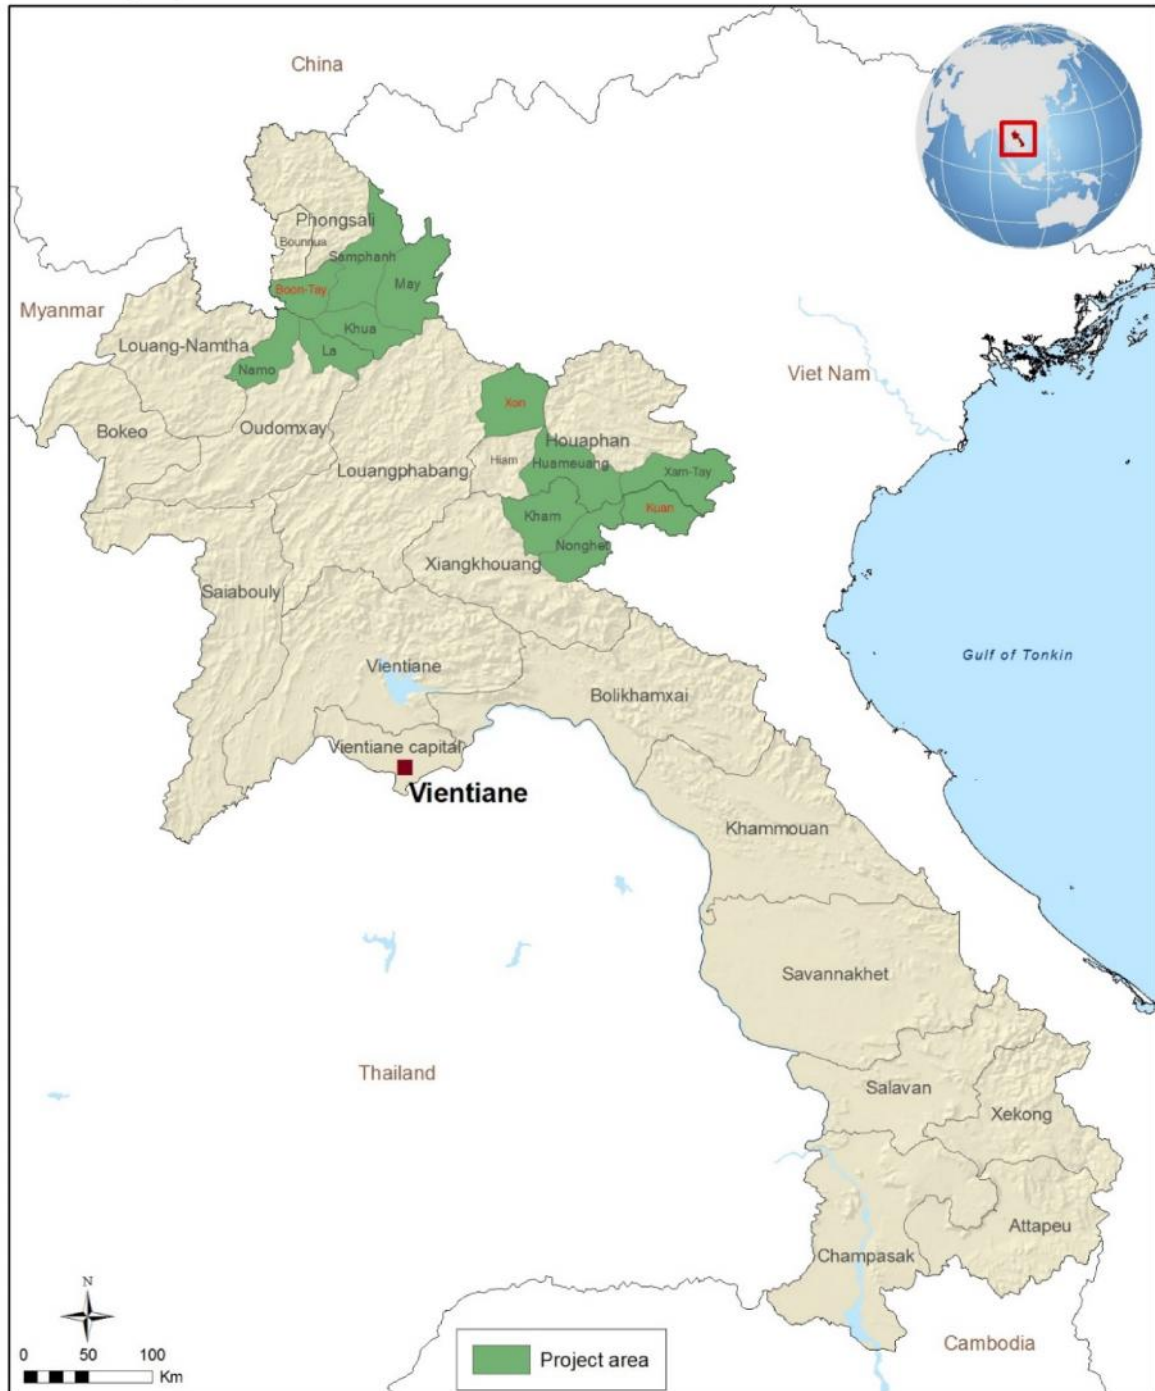 China
Phongsali
Bounnua
Samphanh
Boon-Tay
May
Myanmar
Khua
Louang-Namtha
La
Namo
Viet Nam
Xon
Bokeo
Oudomxay
Houaphan
Hiam
Huameuang
Louangphabang
Xam-Tay
Kham
Kuan
Nonghet
Xiangkhouang
Saiabouly
Gulf of Tonkin
Vientiane
Bolikhamxai
Vientiane capital
Vientiane
Khammouan
Savannakhet
Thailand
Salavan
Xekong
Attapeu
Champasak
N
Cambodia
0 50 100
Km
Project area